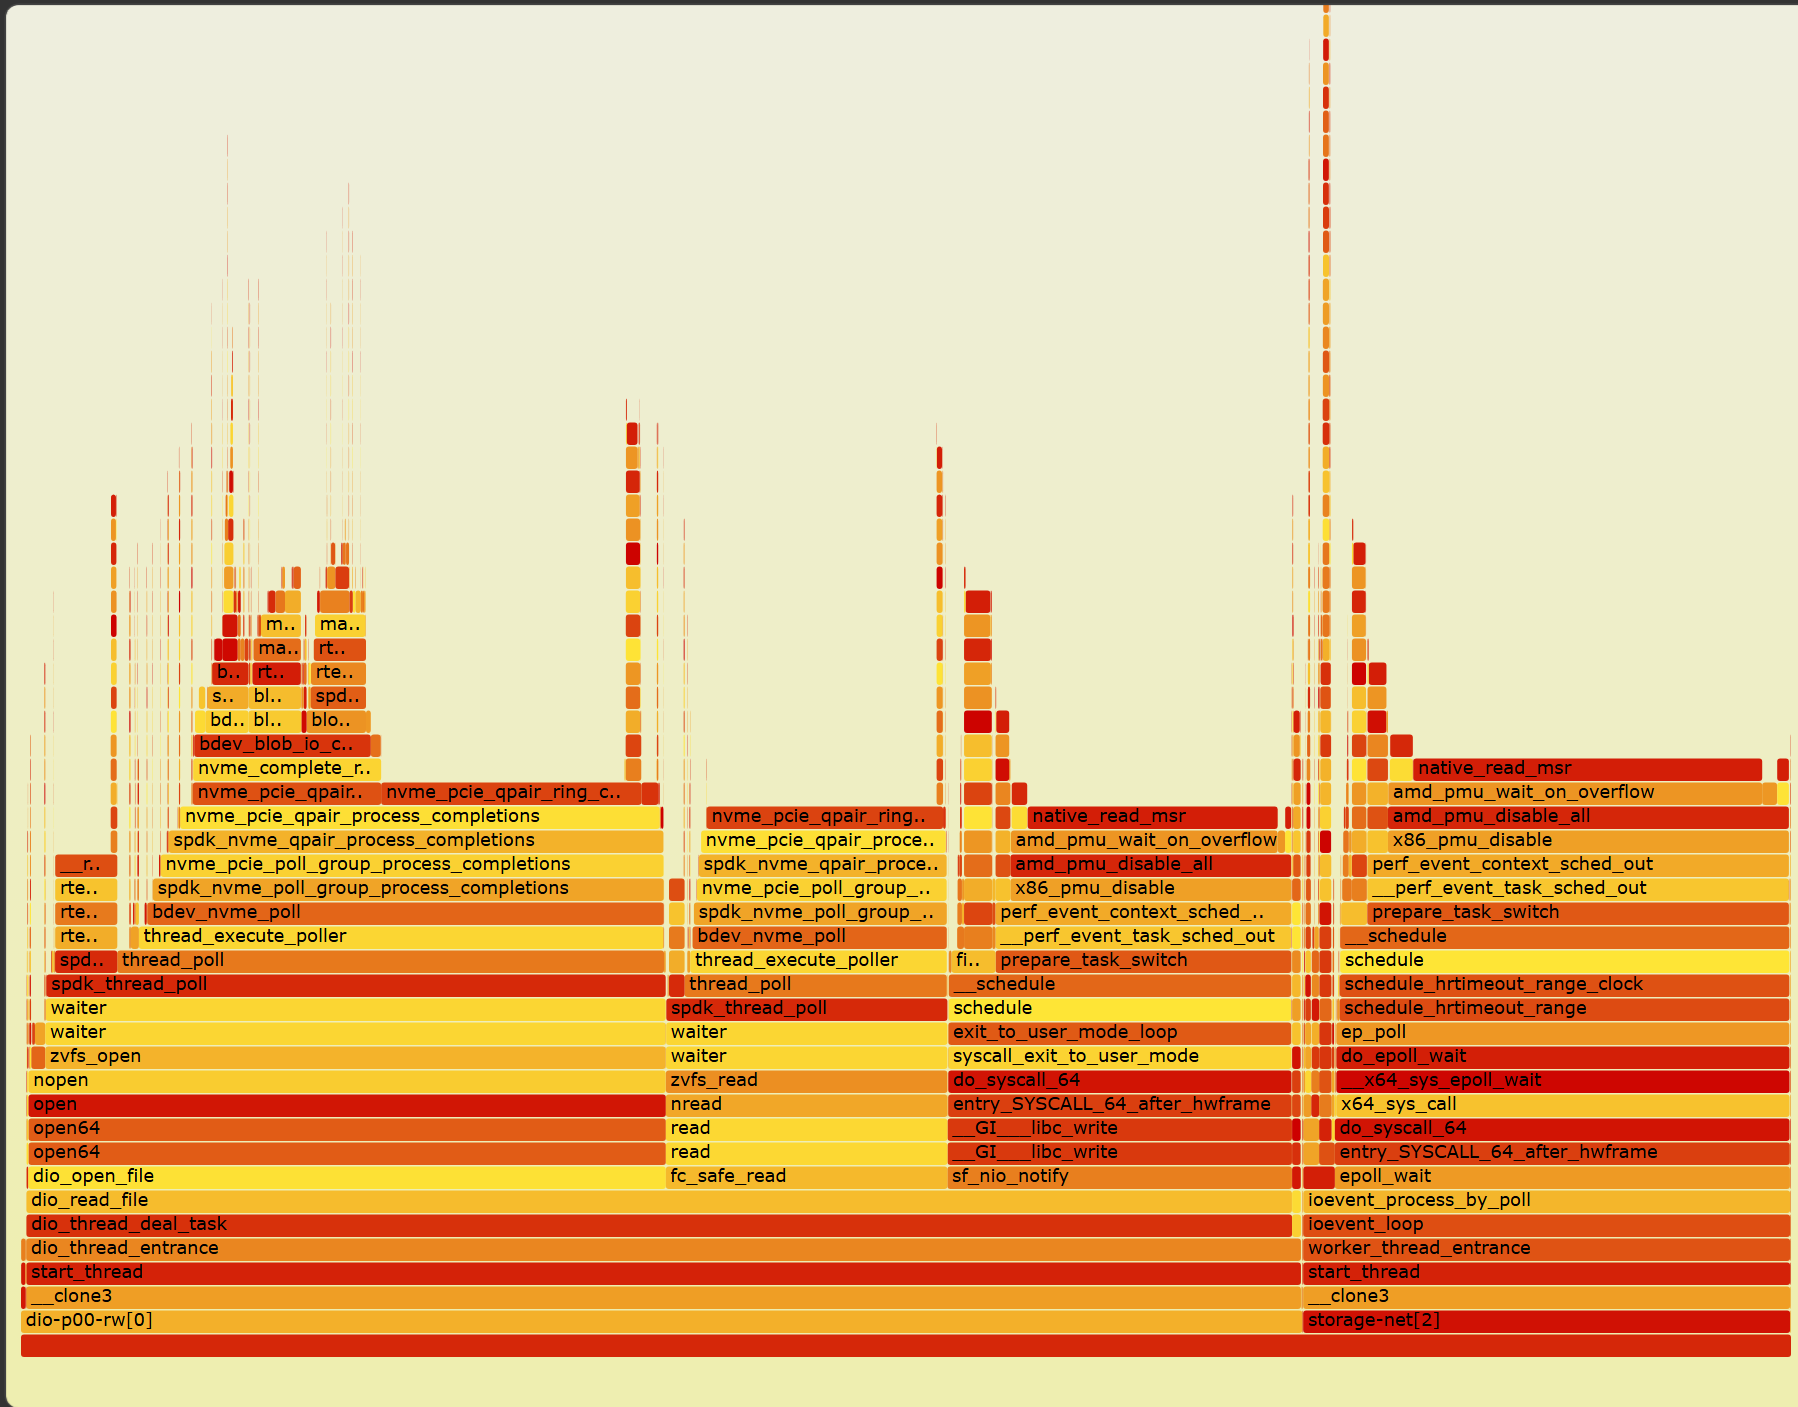 m.. ma..
ma.. rt..
b.. rt.. rte..
s.. bl.. spd..
bd.. bl.. blo..
bdev_blob_io_c..
nvme_complete_r.. native_read_msr
nvme_pcie_qpair.. nvme_pcie_qpair_ring_c.. amd_pmu_wait_on_overflow
nvme_pcie_qpair_process_completions nvme_pcie_qpair_ring.. native_read_msr amd_pmu_disable_all
spdk_nvme_qpair_process_completions nvme_pcie_qpair_proce.. amd_pmu_wait_on_overflow x86_pmu_disable
__r.. nvme_pcie_poll_group_process_completions spdk_nvme_qpair_proce.. amd_pmu_disable_all perf_event_context_sched_out
rte.. spdk_nvme_poll_group_process_completions nvme_pcie_poll_group_.. x86_pmu_disable __perf_event_task_sched_out
rte.. bdev_nvme_poll spdk_nvme_poll_group_.. perf_event_context_sched_.. prepare_task_switch
rte.. thread_execute_poller bdev_nvme_poll __perf_event_task_sched_out __schedule
spd.. thread_poll thread_execute_poller fi.. prepare_task_switch schedule
spdk_thread_poll thread_poll __schedule schedule_hrtimeout_range_clock
waiter spdk_thread_poll schedule schedule_hrtimeout_range
waiter waiter exit_to_user_mode_loop ep_poll
zvfs_open waiter syscall_exit_to_user_mode do_epoll_wait
nopen zvfs_read do_syscall_64 __x64_sys_epoll_wait
open nread entry_SYSCALL_64_after_hwframe x64_sys_call
open64 read __GI___libc_write do_syscall_64
open64 read __GI___libc_write entry_SYSCALL_64_after_hwframe
dio_open_file fc_safe_read sf_nio_notify epoll_wait
dio_read_file ioevent_process_by_poll
dio_thread_deal_task ioevent_loop
dio_thread_entrance worker_thread_entrance
start_thread start_thread
__clone3 __clone3
dio-p00-rw[0] storage-net[2]